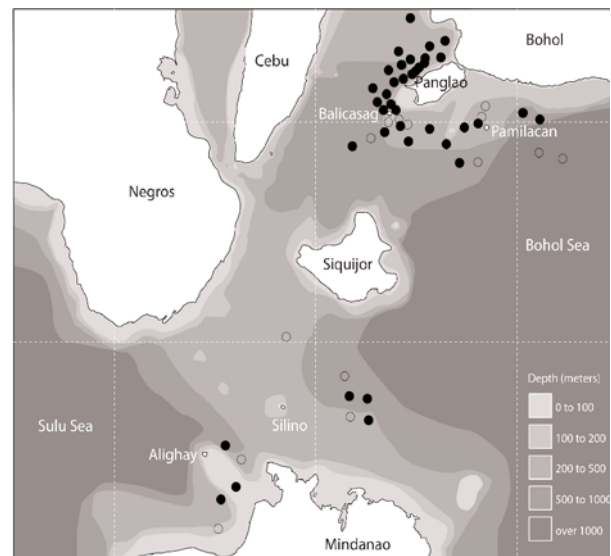 Bohol
Cebu
Panglao
Balicasag
Pamilacan
Negros
Bohol Sea
Siquijor
Depth (meters)
0 to 100
100 to 200
Sulu Sea
Silino
200 to 500
Alighay
500 to 1000
over 1000
Mindanao